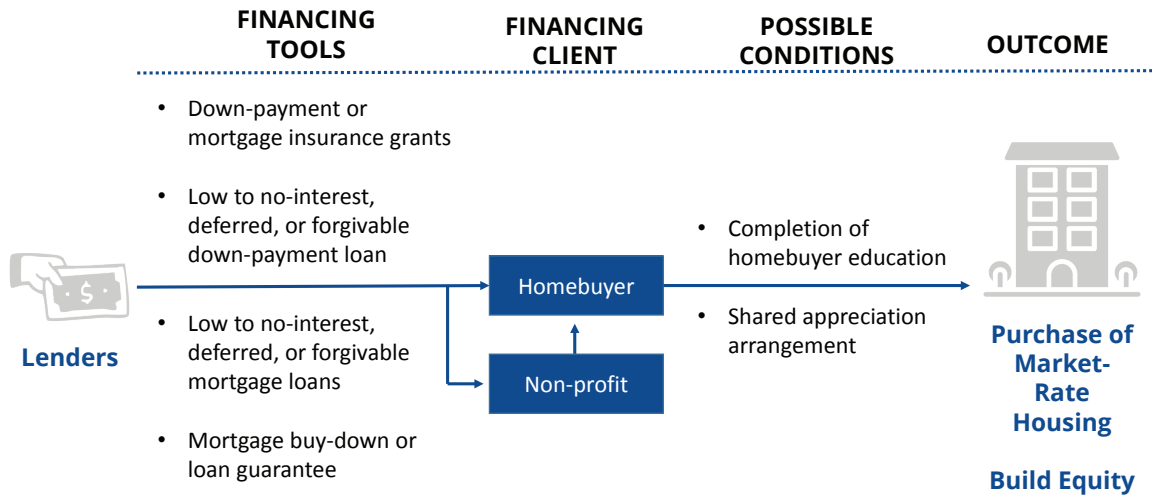 FINANCING
TOOLS
FINANCING
CLIENT
POSSIBLE
CONDITIONS
OUTCOME
• Down-payment or
mortgage insurance grants
• Low to no-interest,
deferred, or forgivable
down-payment loan
• Low to no-interest,
deferred, or forgivable
mortgage loans
• Mortgage buy-down or
loan guarantee
$
Lenders
Homebuyer
Non-profit
• Completion of
homebuyer education
• Shared appreciation
arrangement
Purchase of
Market-
Rate
Housing
Build Equity